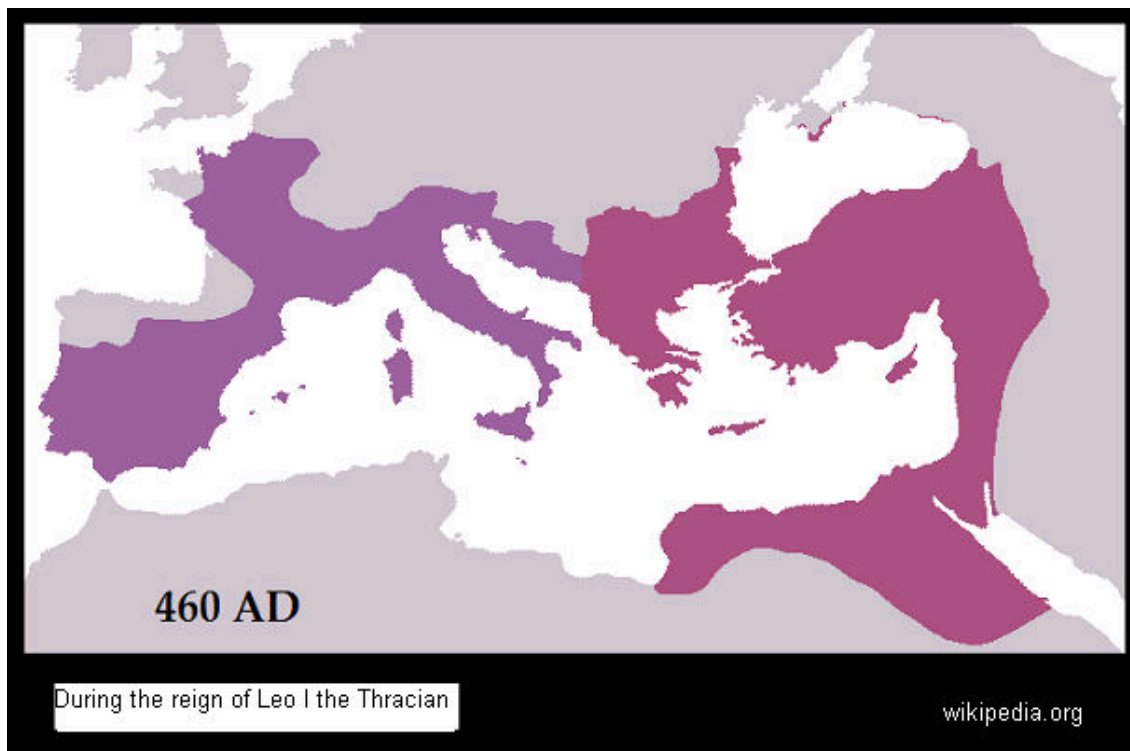 460 AD
During the reign of Leo I the Thracian
wikipedia.org